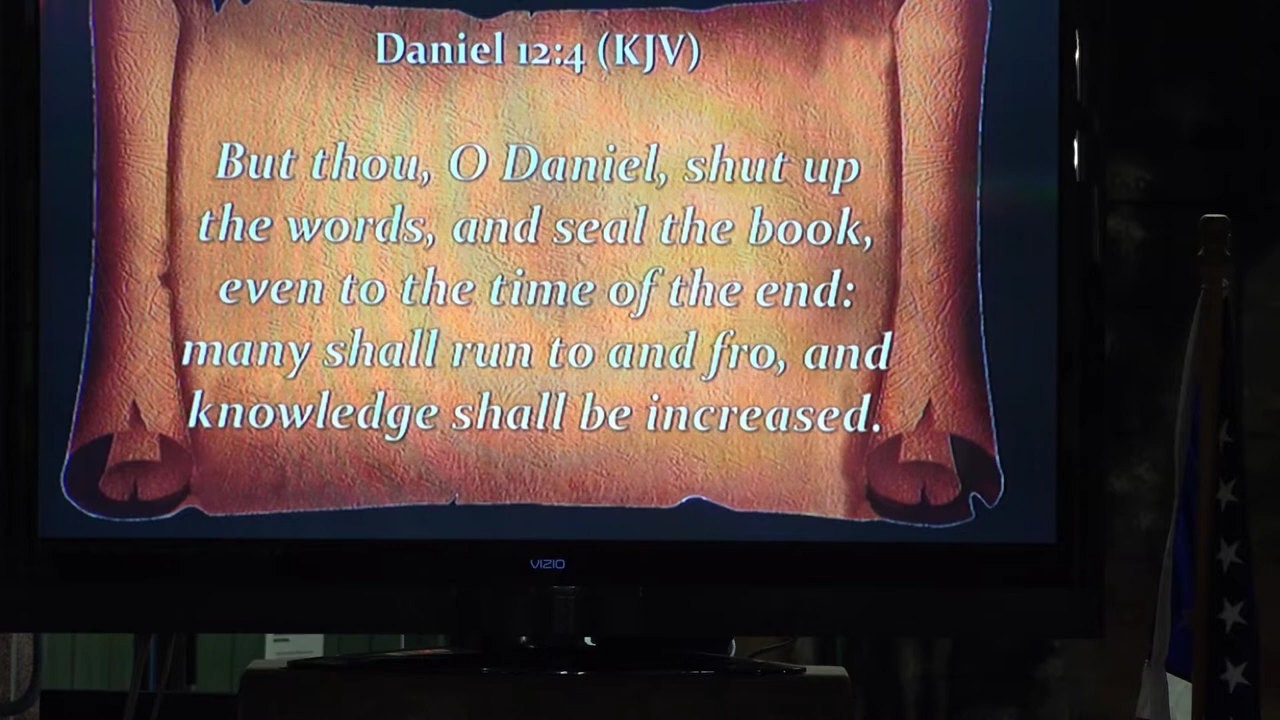 Daniel 12:4 (KJV)
But thou, O Daniel, shut up
the words, and seal the book,
even to the time of the end:
many shall run to and fro, and
knowledge shall be increased.
VIZIO